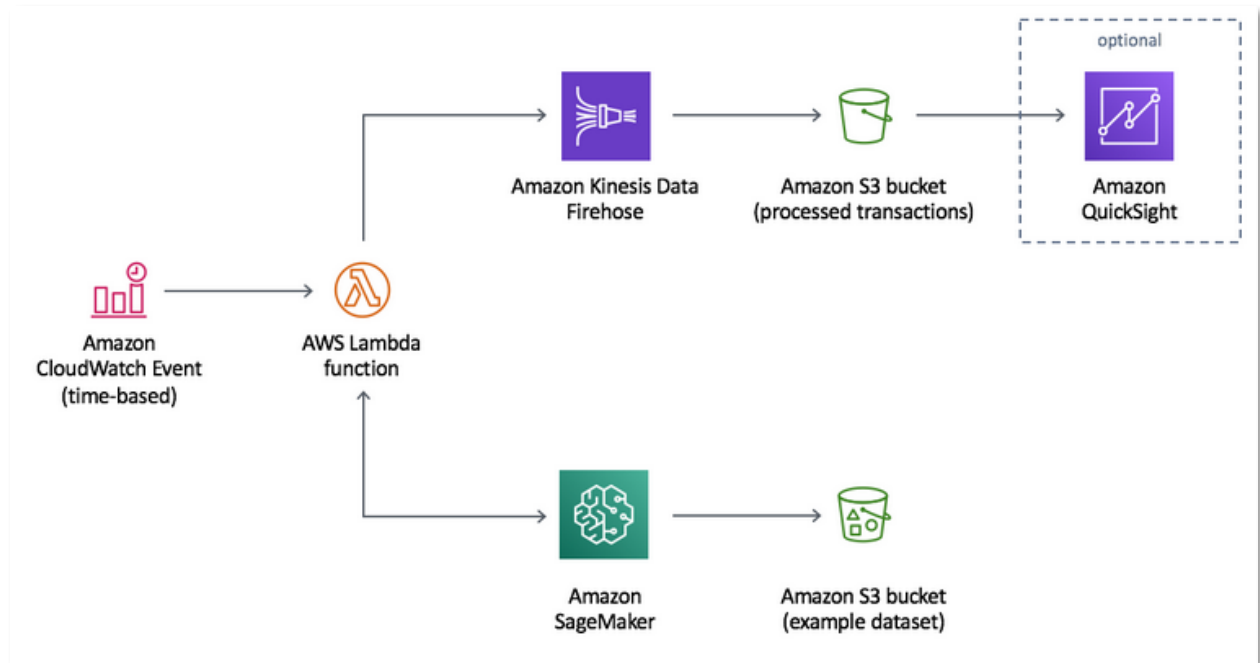 optional
Amazon Kinesis Data
Firehose
Amazon S3 bucket
(processed transactions)
Amazon
QuickSight
Amazon
CloudWatch Event
(time-based)
AWS Lambda
function
Amazon
SageMaker
Amazon S3 bucket
(example dataset)